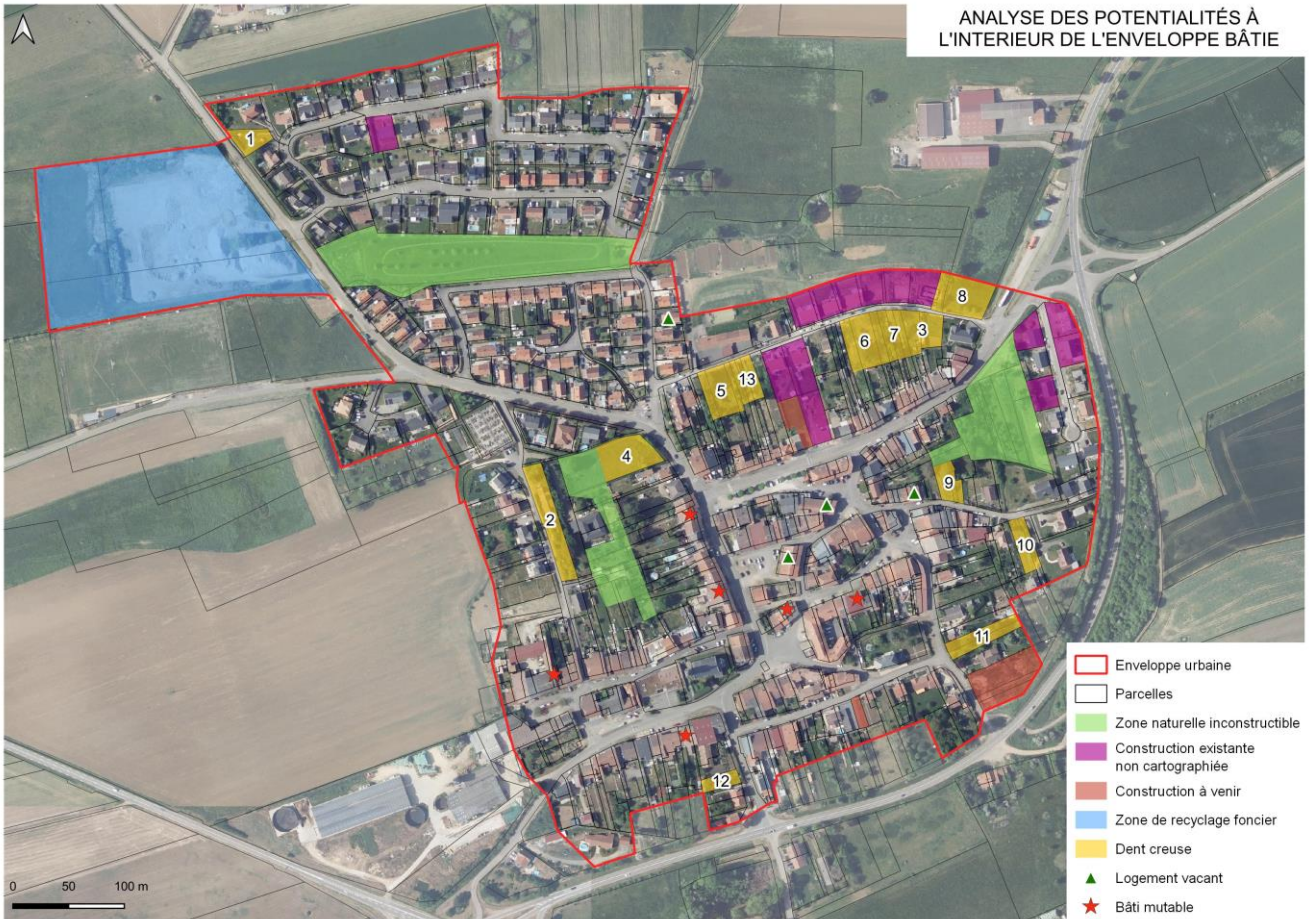 ANALYSE DES POTENTIALITÉS À
L'INTERIEUR DE L'ENVELOPPE BÂTIE
1
8
6
7
3
5
13
4
2
9
10
11
12
Enveloppe urbaine
Parcelles
Zone naturelle inconstructible
Construction existante
non cartographiée
Construction à venir
Zone de recyclage foncier
Dent creuse
Logement vacant
Bâti mutable
0 50 100 m